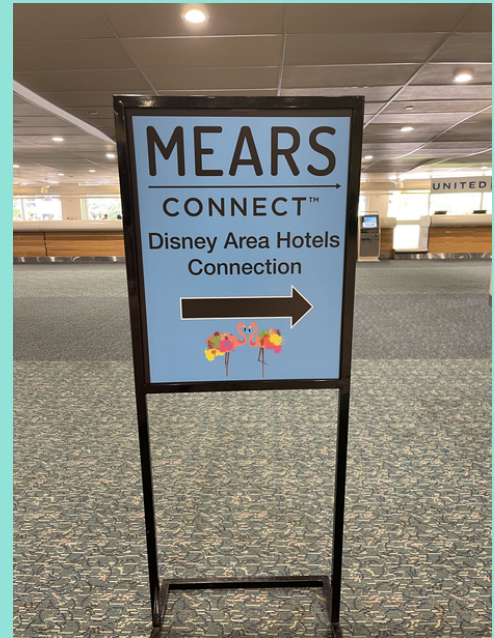 MEARS
CONNECT™
Disney Area Hotels
Connection
UNITED